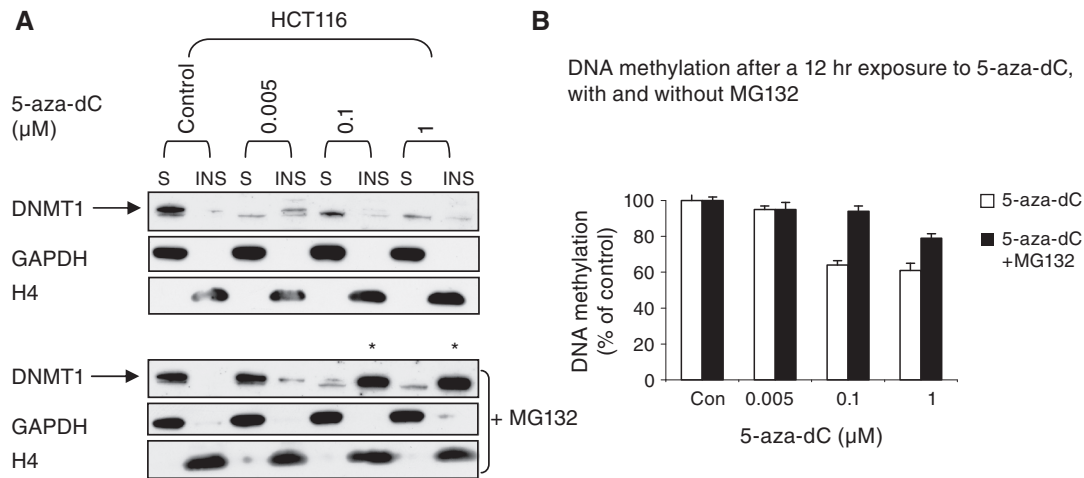 A
HCT116
5-aza-dC
(μM)
Control
0.005
0.1
1
S INS S INS S INS S INS
DNMT1
GAPDH
H4
* *
DNMT1
GAPDH
H4
+ MG132
B
DNA methylation after a 12 hr exposure to 5-aza-dC,
with and without MG132
DNA methylation
(% of control)
100
80
60
40
20
0
Con 0.005 0.1 1
5-aza-dC (μM)
5-aza-dC
5-aza-dC
+MG132